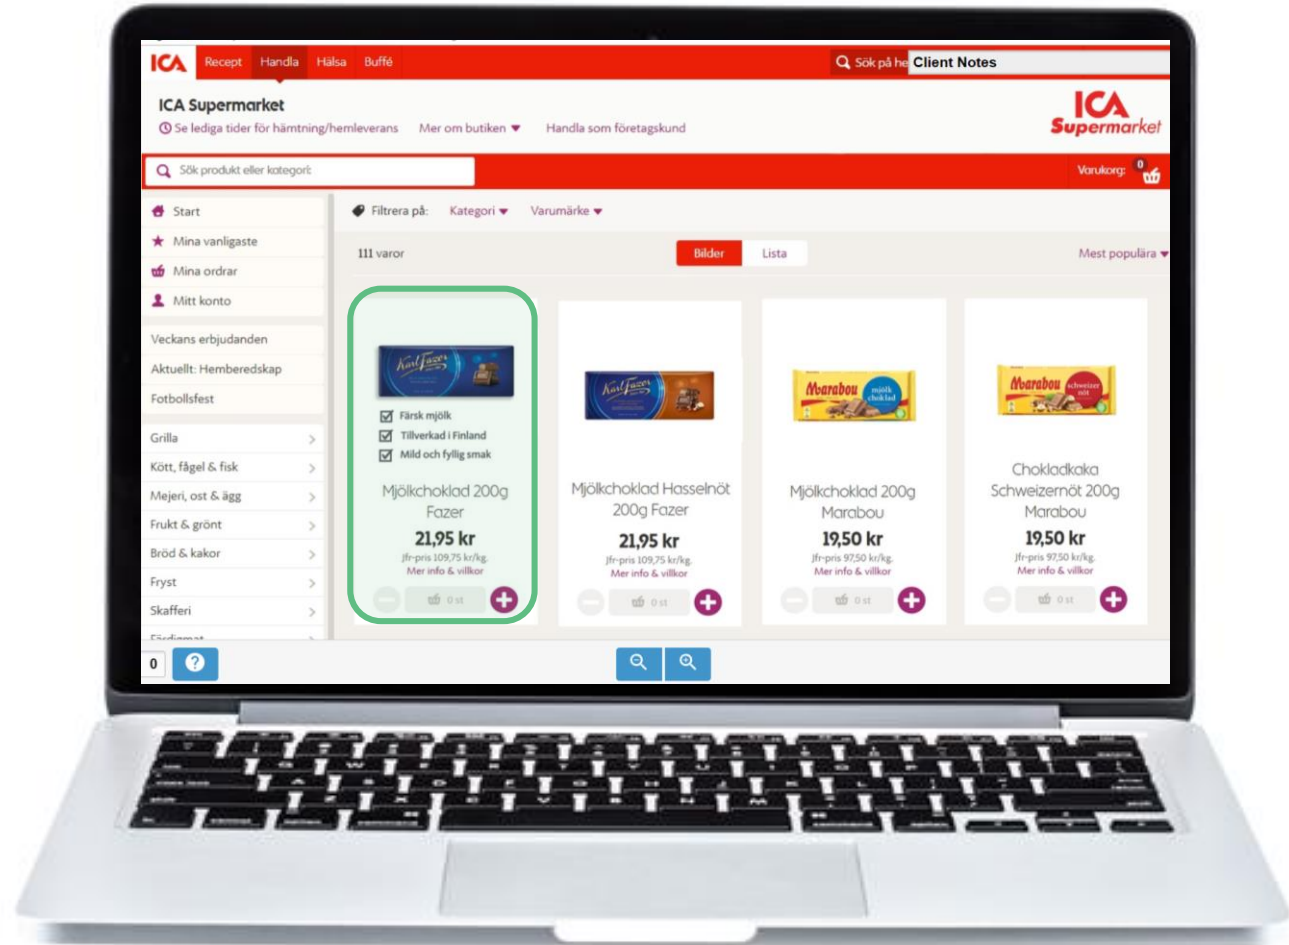 ICA
Recept Handla Hälsa Buffé
Sök på he
Client Notes
ICA Supermarket
Se lediga tider för hämtning/hemleverans Mer om butiken Handla som företagskund
ICA
Supermarket
Sök produkt eller kategori:
Varukorg: 0
Start
Mina vanligaste
Mina ordrar
Mitt konto
Veckans erbjudanden
Aktuellt: Hemberedskap
Fotbollsfest
Grilla
Kött, fågel & fisk
Mejeri, ost & ägg
Frukt & grönt
Bröd & kakor
Fryst
Skafferi
Färdigmat
Filtrera på: Kategori Varumärke
111 varor
Bilder Lista
Mest populära
Karl Fazer
Färsk mjölk
Tillverkad i Finland
Mild och fyllig smak
Mjölkchoklad 200g
Fazer
21,95 kr
Jfr-pris 109,75 kr/kg.
Mer info & villkor
0 st
Karl Fazer
Mjölkchoklad Hasselnöt
200g Fazer
21,95 kr
Jfr-pris 109,75 kr/kg.
Mer info & villkor
0 st
Marabou
mjölk
choklad
Mjölkchoklad 200g
Marabou
19,50 kr
Jfr-pris 97,50 kr/kg.
Mer info & villkor
0 st
Marabou
schweizer
nöt
Chokladkaka
Schweizernöt 200g
Marabou
19,50 kr
Jfr-pris 97,50 kr/kg.
Mer info & villkor
0 st
0